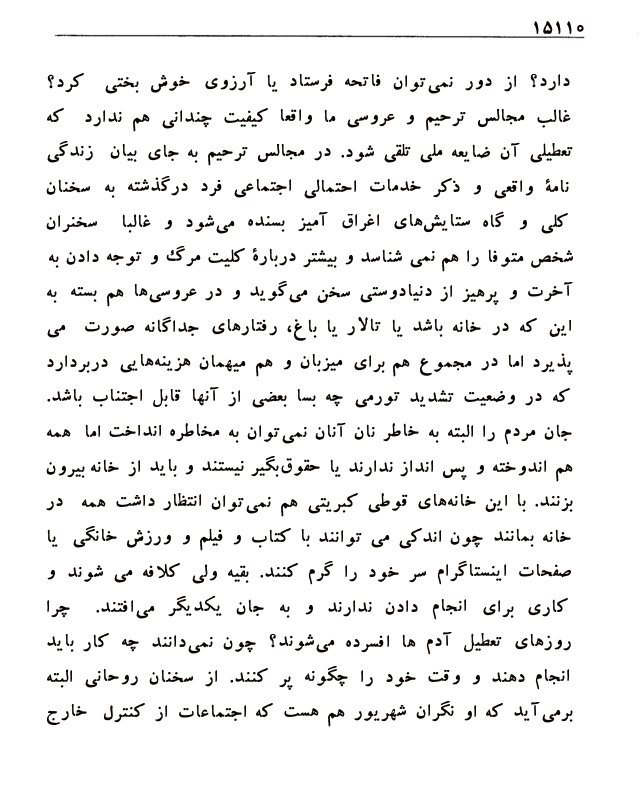 ۱۵۱۱۰
دارد؟ از دور نمی‌توان فاتحه فرستاد یا آرزوی خوش بختی کرد؟
غالب مجالس ترحیم و عروسی ما واقعا کیفیت چندانی هم ندارد که
تعطیلی آن ضایعه ملی تلقی شود. در مجالس ترحیم به جای بیان زندگی
نامهٔ واقعی و ذکر خدمات احتمالی اجتماعی فرد درگذشته به سخنان
کلی و گاه ستایش‌های اغراق آمیز بسنده می‌شود و غالبا سخنران
شخص متوفا را هم نمی شناسد و بیشتر دربارهٔ کلیت مرگ و توجه دادن به
آخرت و پرهیز از دنیادوستی سخن می‌گوید و در عروسی‌ها هم بسته به
این که در خانه باشد یا تالار یا باغ، رفتارهای جداگانه صورت می
پذیرد اما در مجموع هم برای میزبان و هم میهمان هزینه‌هایی دربردارد
که در وضعیت تشدید تورمی چه بسا بعضی از آنها قابل اجتناب باشد.
جان مردم را البته به خاطر نان آنان نمی‌توان به مخاطره انداخت اما همه
هم اندوخته و پس انداز ندارند یا حقوق‌بگیر نیستند و باید از خانه بیرون
بزنند. با این خانه‌های قوطی کبریتی هم نمی‌توان انتظار داشت همه در
خانه بمانند چون اندکی می توانند با کتاب و فیلم و ورزش خانگی یا
صفحات اینستاگرام سر خود را گرم کنند. بقیه ولی کلافه می شوند و
کاری برای انجام دادن ندارند و به جان یکدیگر می‌افتند. چرا
روزهای تعطیل آدم ها افسرده می‌شوند؟ چون نمی‌دانند چه کار باید
انجام دهند و وقت خود را چگونه پر کنند. از سخنان روحانی البته
برمی‌آید که او نگران شهریور هم هست که اجتماعات از کنترل خارج